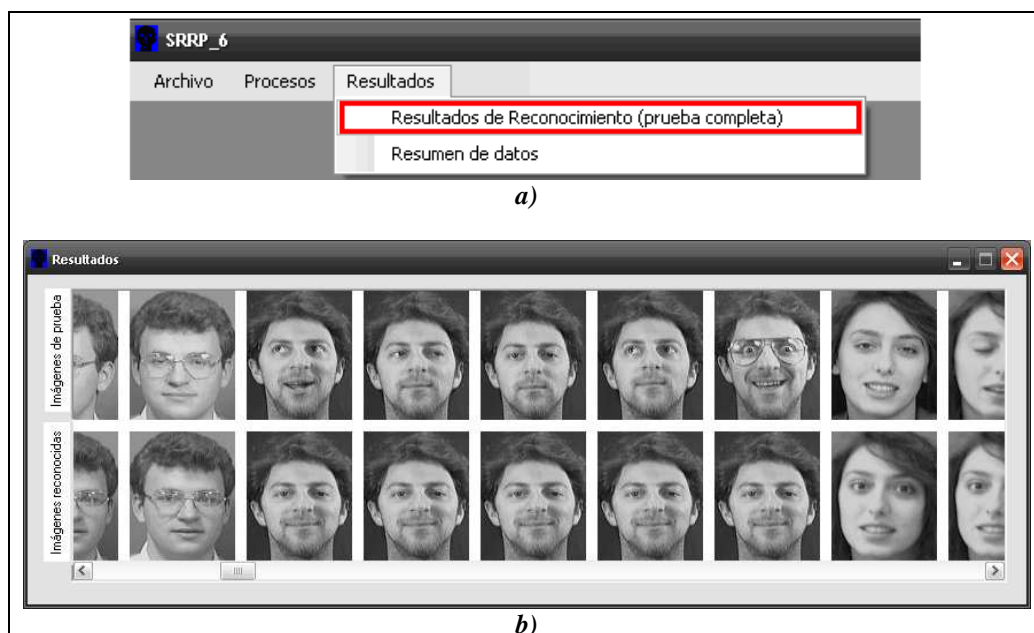 SRRP_6
Archivo Procesos Resultados
Resultados de Reconocimiento (prueba completa)
Resumen de datos
a)
Resultados
Imágenes de prueba
Imágenes reconocidas
b)